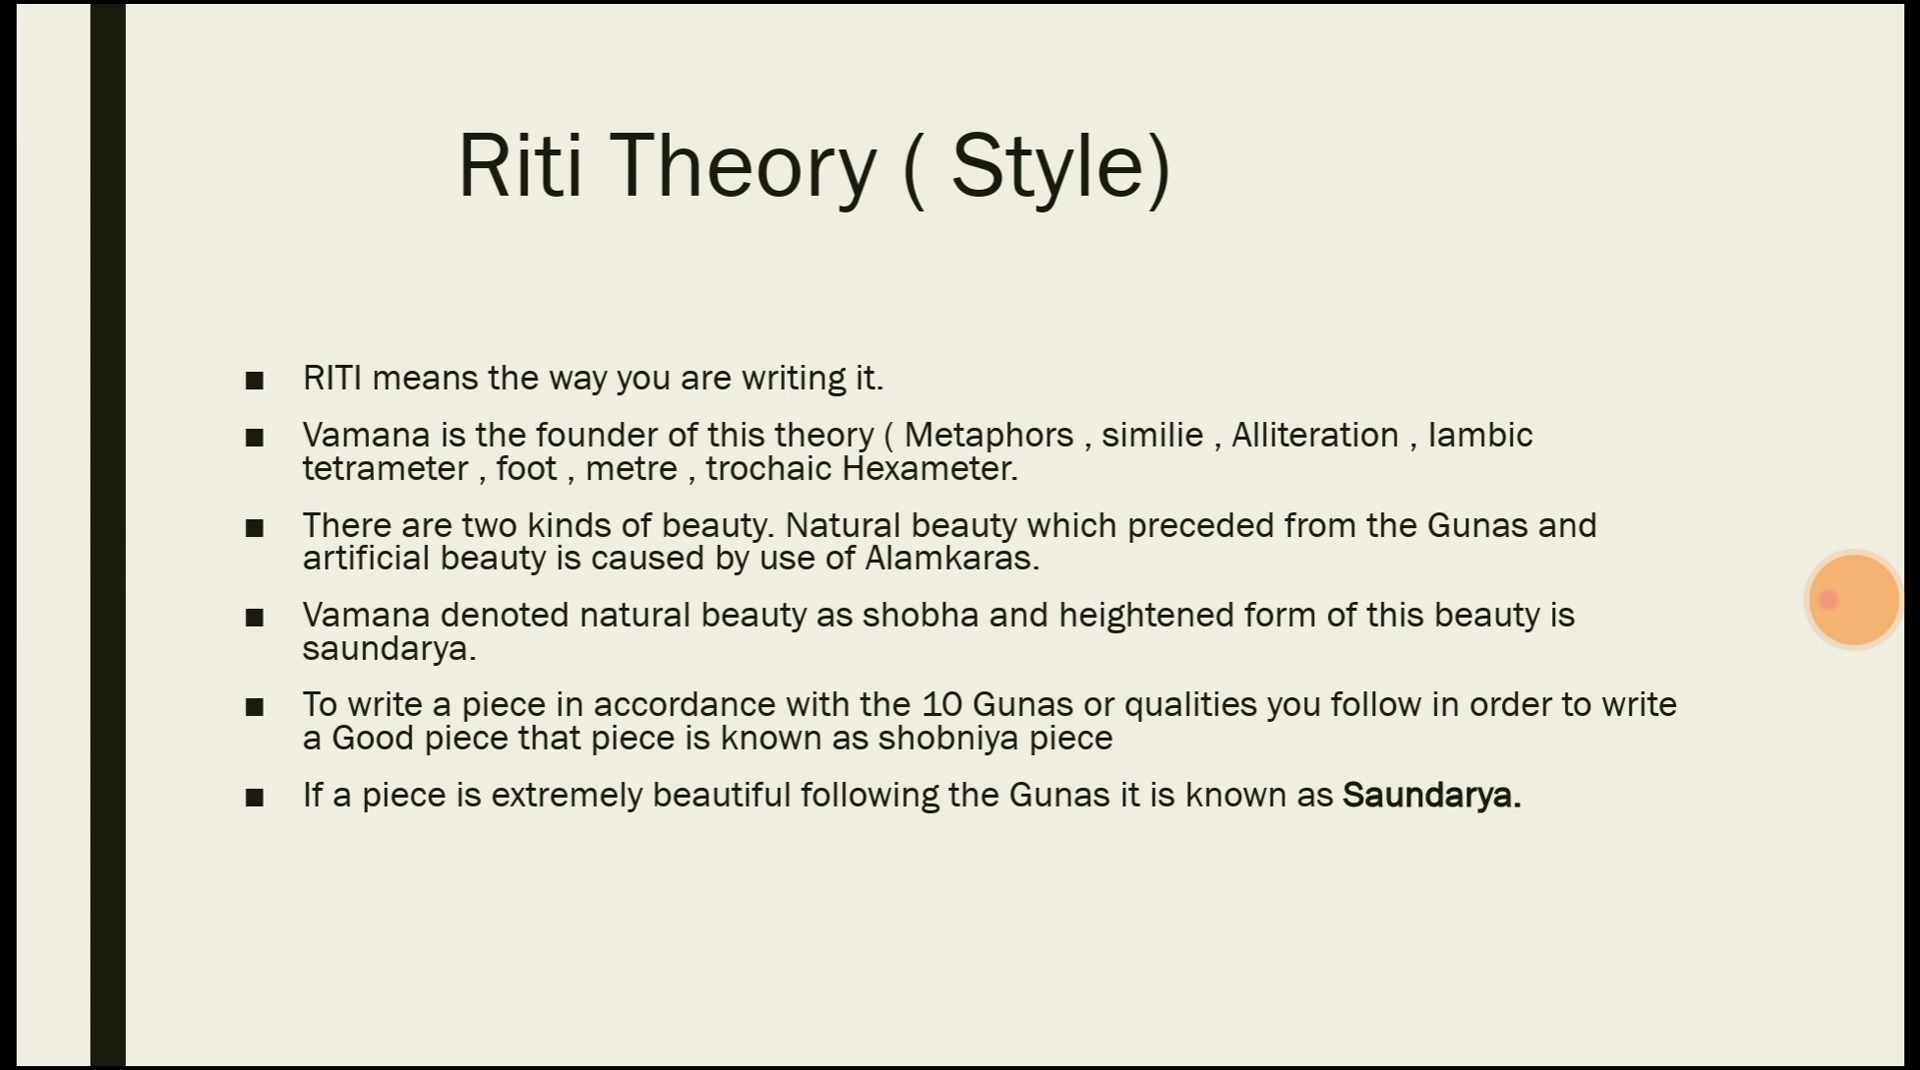 Riti Theory ( Style)
RITI means the way you are writing it.
Vamana is the founder of this theory ( Metaphors , similie , Alliteration , Iambic
tetrameter , foot , metre , trochaic Hexameter.
There are two kinds of beauty. Natural beauty which preceded from the Gunas and
artificial beauty is caused by use of Alamkaras.
Vamana denoted natural beauty as shobha and heightened form of this beauty is
saundarya.
To write a piece in accordance with the 10 Gunas or qualities you follow in order to write
a Good piece that piece is known as shobniya piece
If a piece is extremely beautiful following the Gunas it is known as Saundarya.